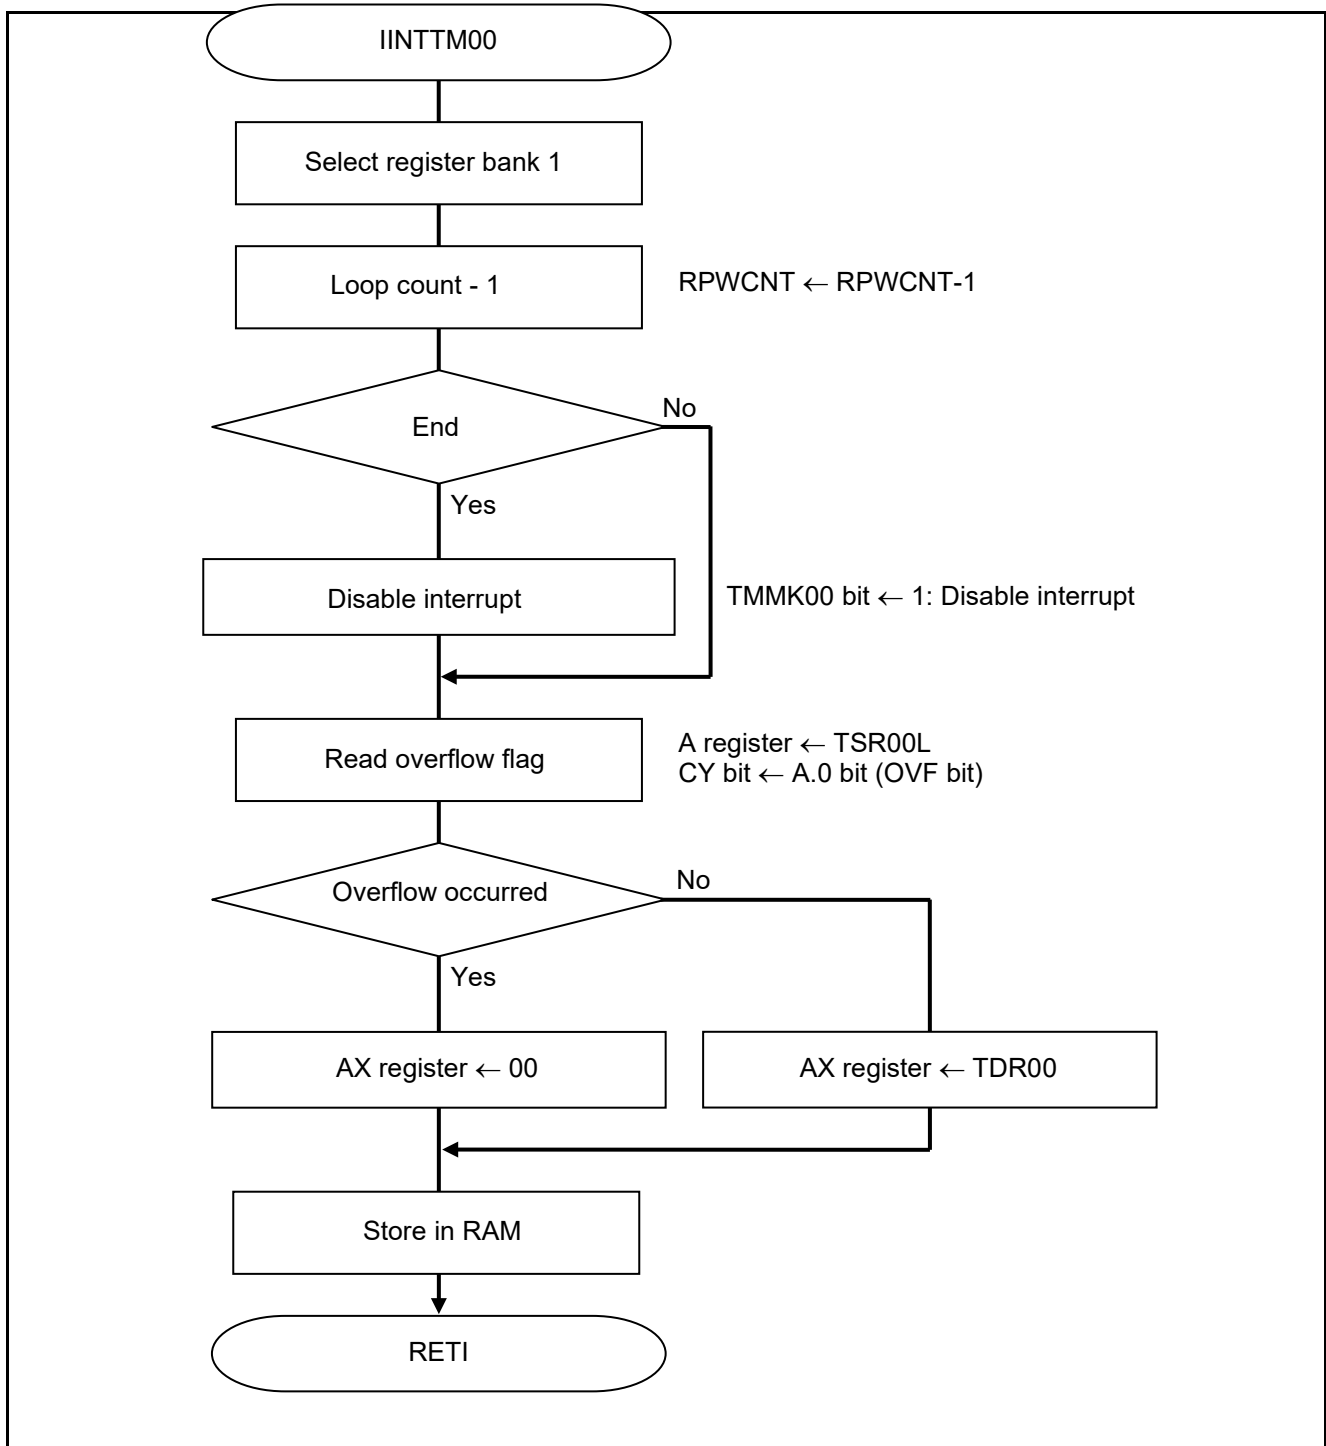 IINTTM00
Select register bank 1
Loop count - 1
RPWCNT ← RPWCNT-1
End
No
Yes
Disable interrupt
TMMK00 bit ← 1: Disable interrupt
Read overflow flag
A register ← TSR00L
CY bit ← A.0 bit (OVF bit)
Overflow occurred
No
Yes
AX register ← 00
AX register ← TDR00
Store in RAM
RETI